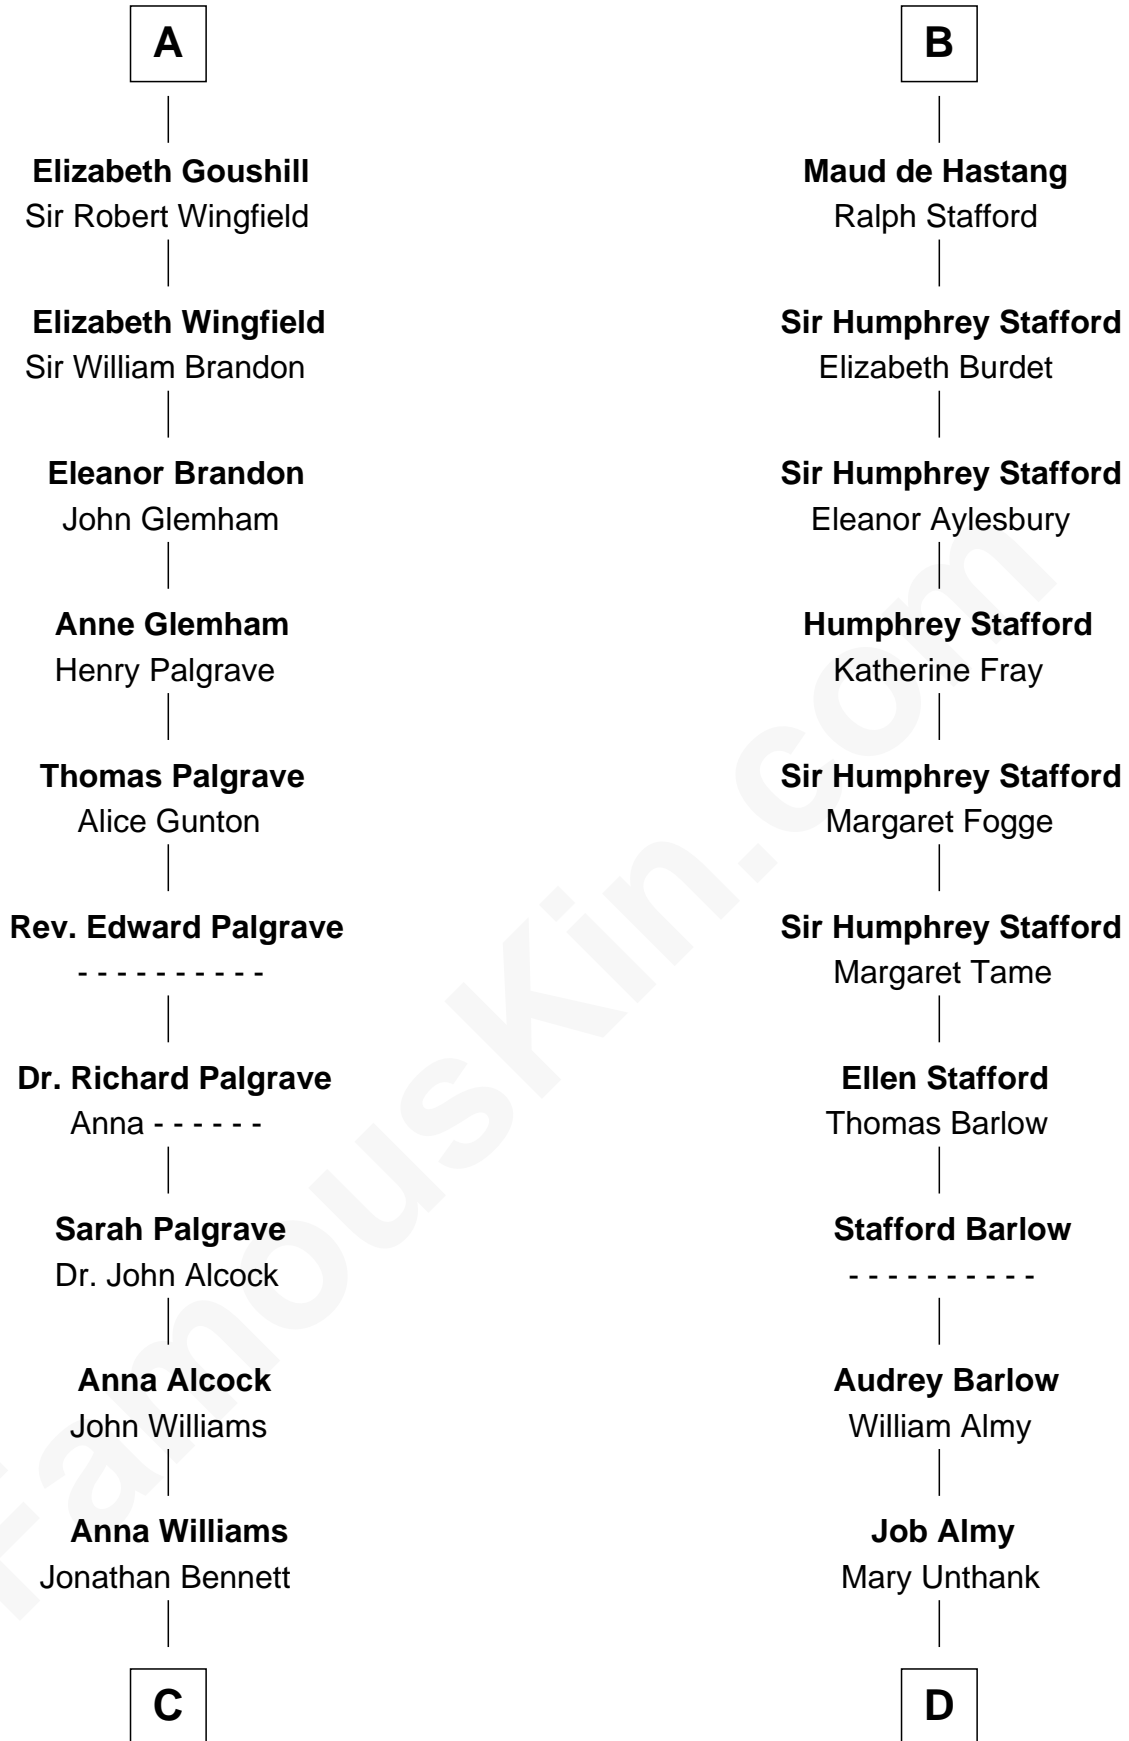 A
Elizabeth Goushill
Sir Robert Wingfield
Elizabeth Wingfield
Sir William Brandon
Eleanor Brandon
John Glemham
Anne Glemham
Henry Palgrave
Thomas Palgrave
Alice Gunton
Rev. Edward Palgrave
- - - - - - - - - -
Dr. Richard Palgrave
Anna - - - - - -
Sarah Palgrave
Dr. John Alcock
Anna Alcock
John Williams
Anna Williams
Jonathan Bennett
C
B
Maud de Hastang
Ralph Stafford
Sir Humphrey Stafford
Elizabeth Burdet
Sir Humphrey Stafford
Eleanor Aylesbury
Humphrey Stafford
Katherine Fray
Sir Humphrey Stafford
Margaret Fogge
Sir Humphrey Stafford
Margaret Tame
Ellen Stafford
Thomas Barlow
Stafford Barlow
- - - - - - - - - -
Audrey Barlow
William Almy
Job Almy
Mary Unthank
D
FamousKin.com